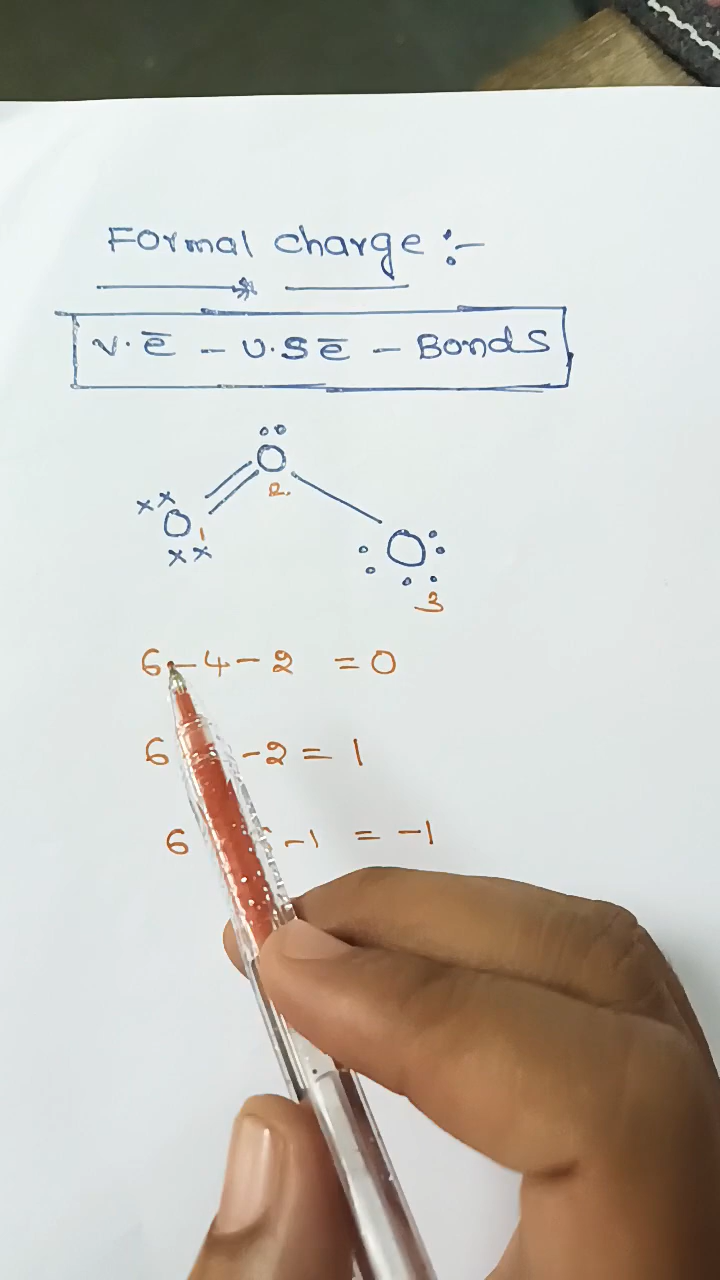 Formal charge :-
V.ē - U.S ē - Bonds
O 2.
O 1
O 3
6 - 4 - 2 = 0
6 - 2 = 1
6 - 1 = -1